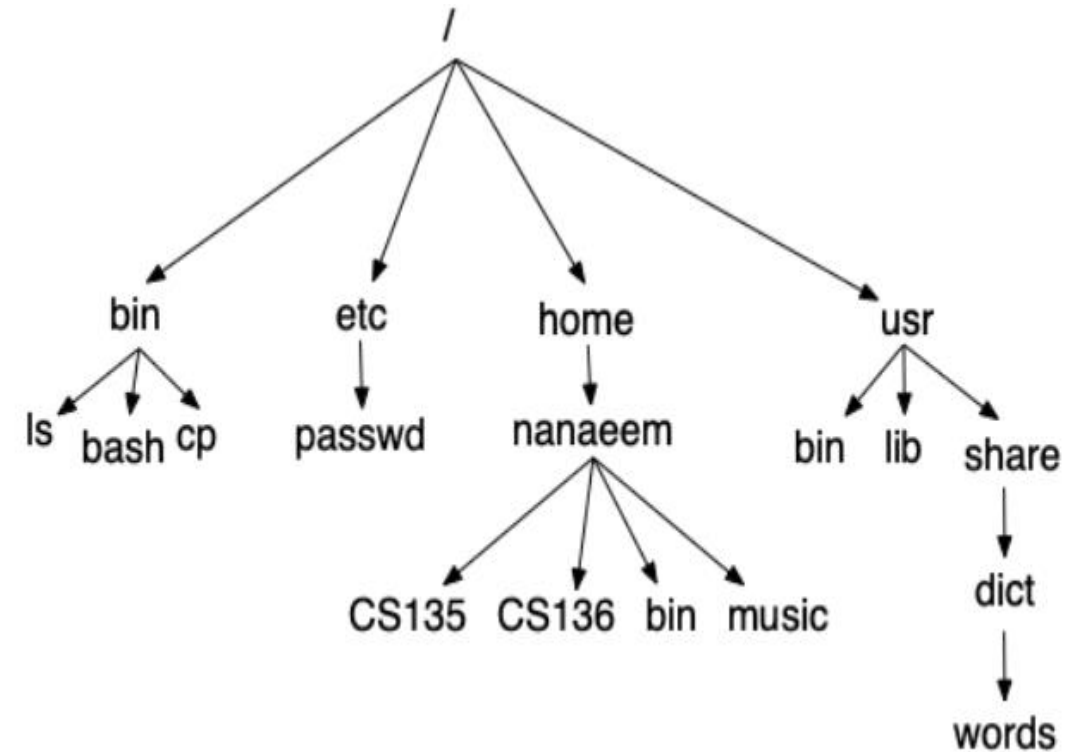 /
bin etc home usr
ls bash cp passwd nanaeem bin lib share
CS135 CS136 bin music dict
words